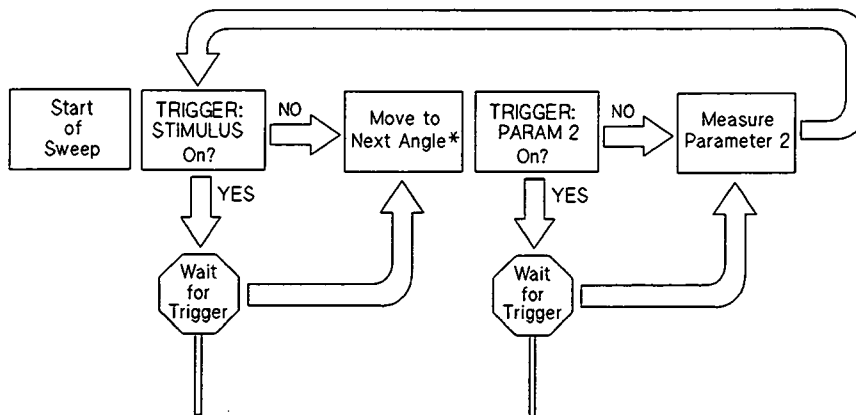 Start
of
Sweep
TRIGGER:
STIMULUS
On?
NO
YES
Wait
for
Trigger
Move to
Next Angle*
TRIGGER:
PARAM 2
On?
NO
YES
Wait
for
Trigger
Measure
Parameter 2